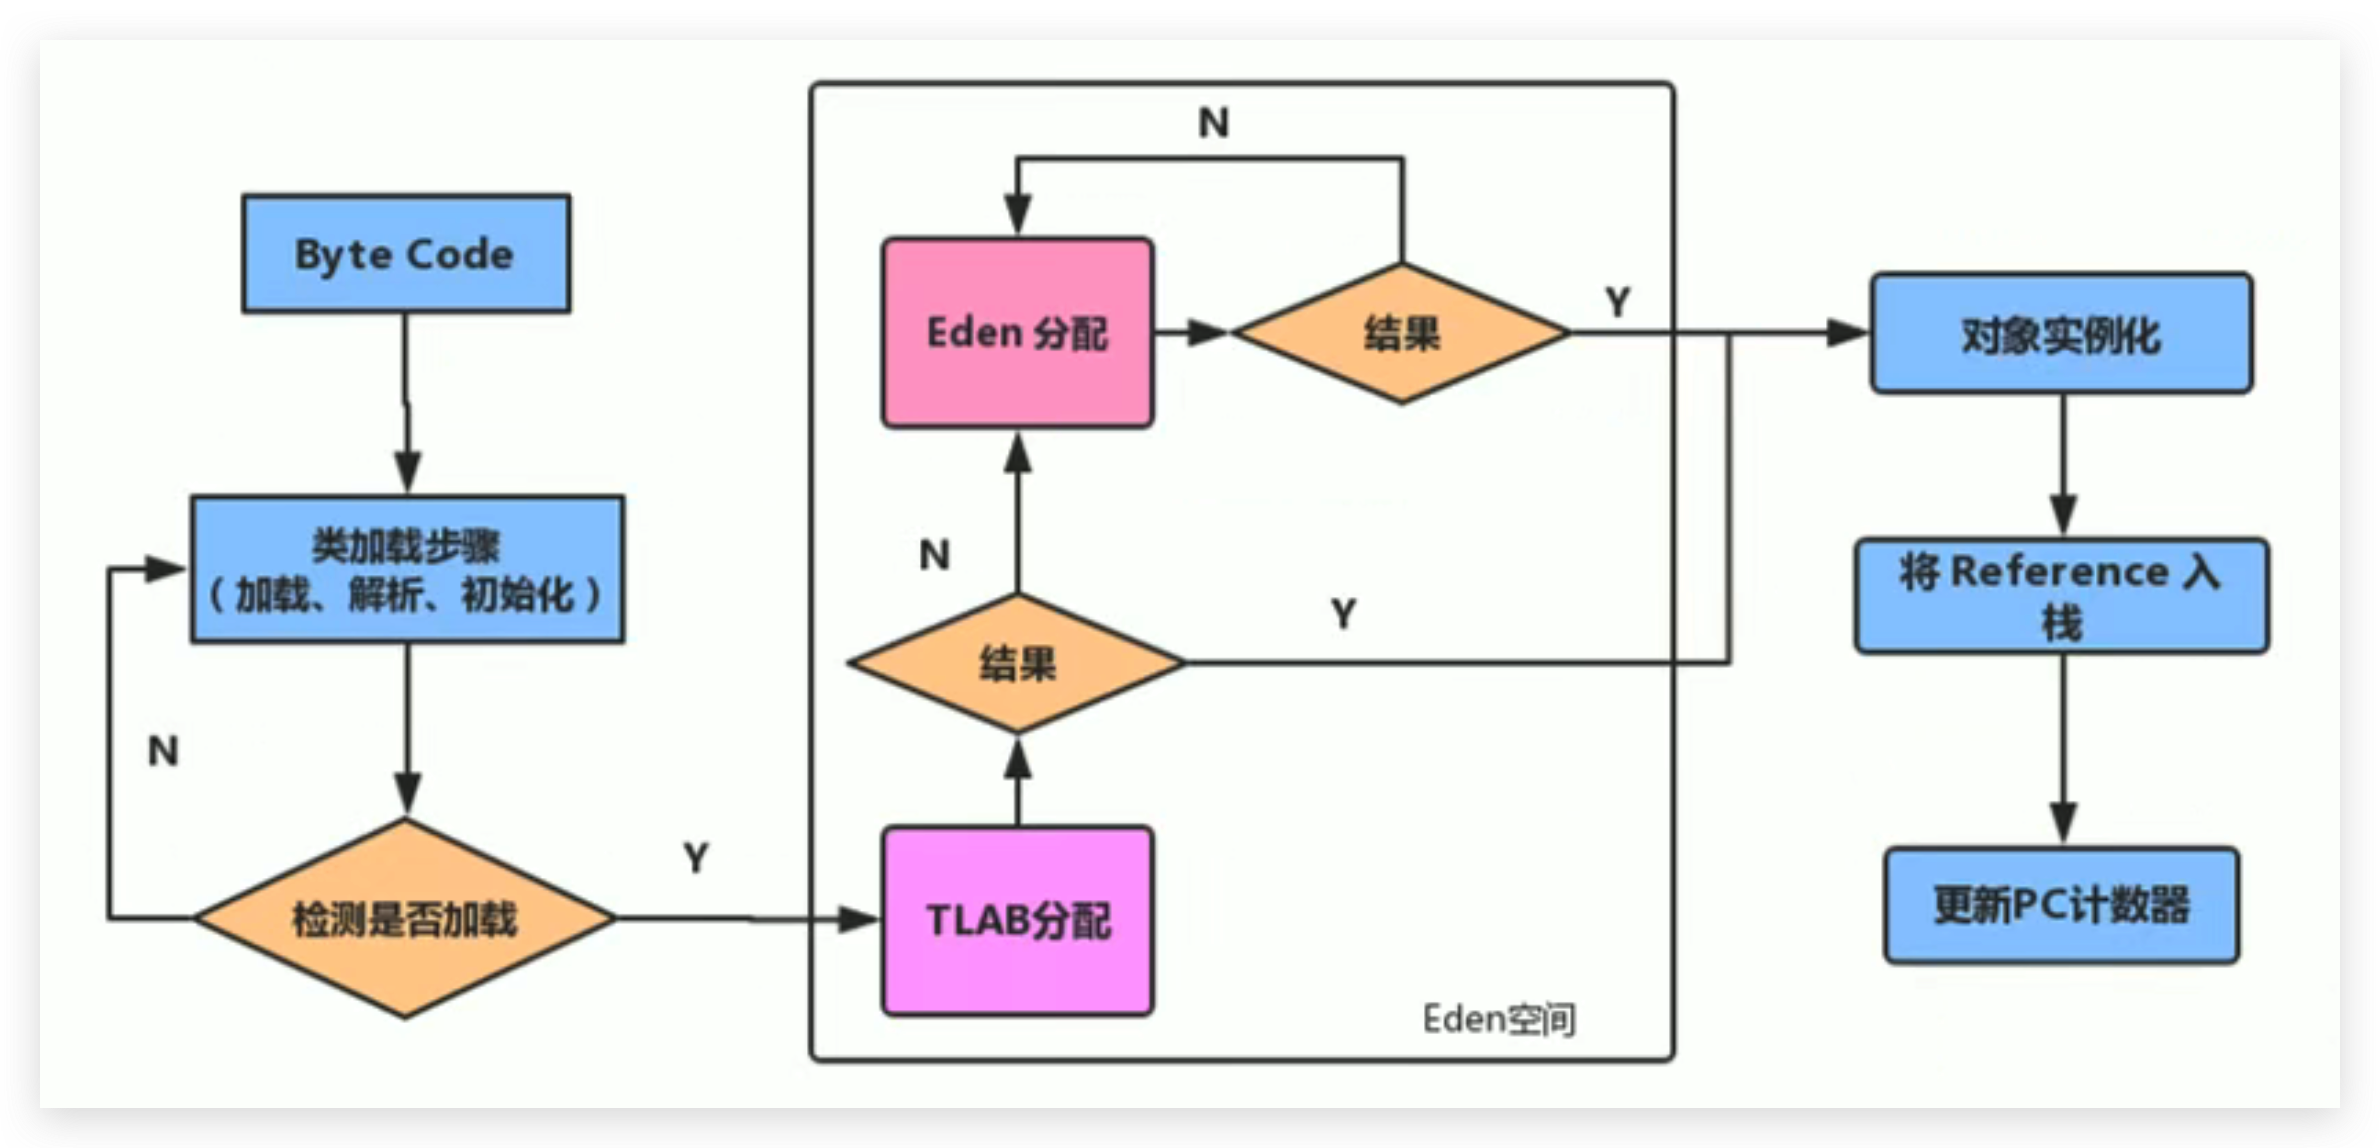 Byte Code
类加载步骤
（ 加载、解析、初始化 ）
N
检测是否加载
Y
N
Eden 分配
结果
Y
N
结果
Y
TLAB分配
Eden空间
对象实例化
将 Reference 入
栈
更新PC计数器